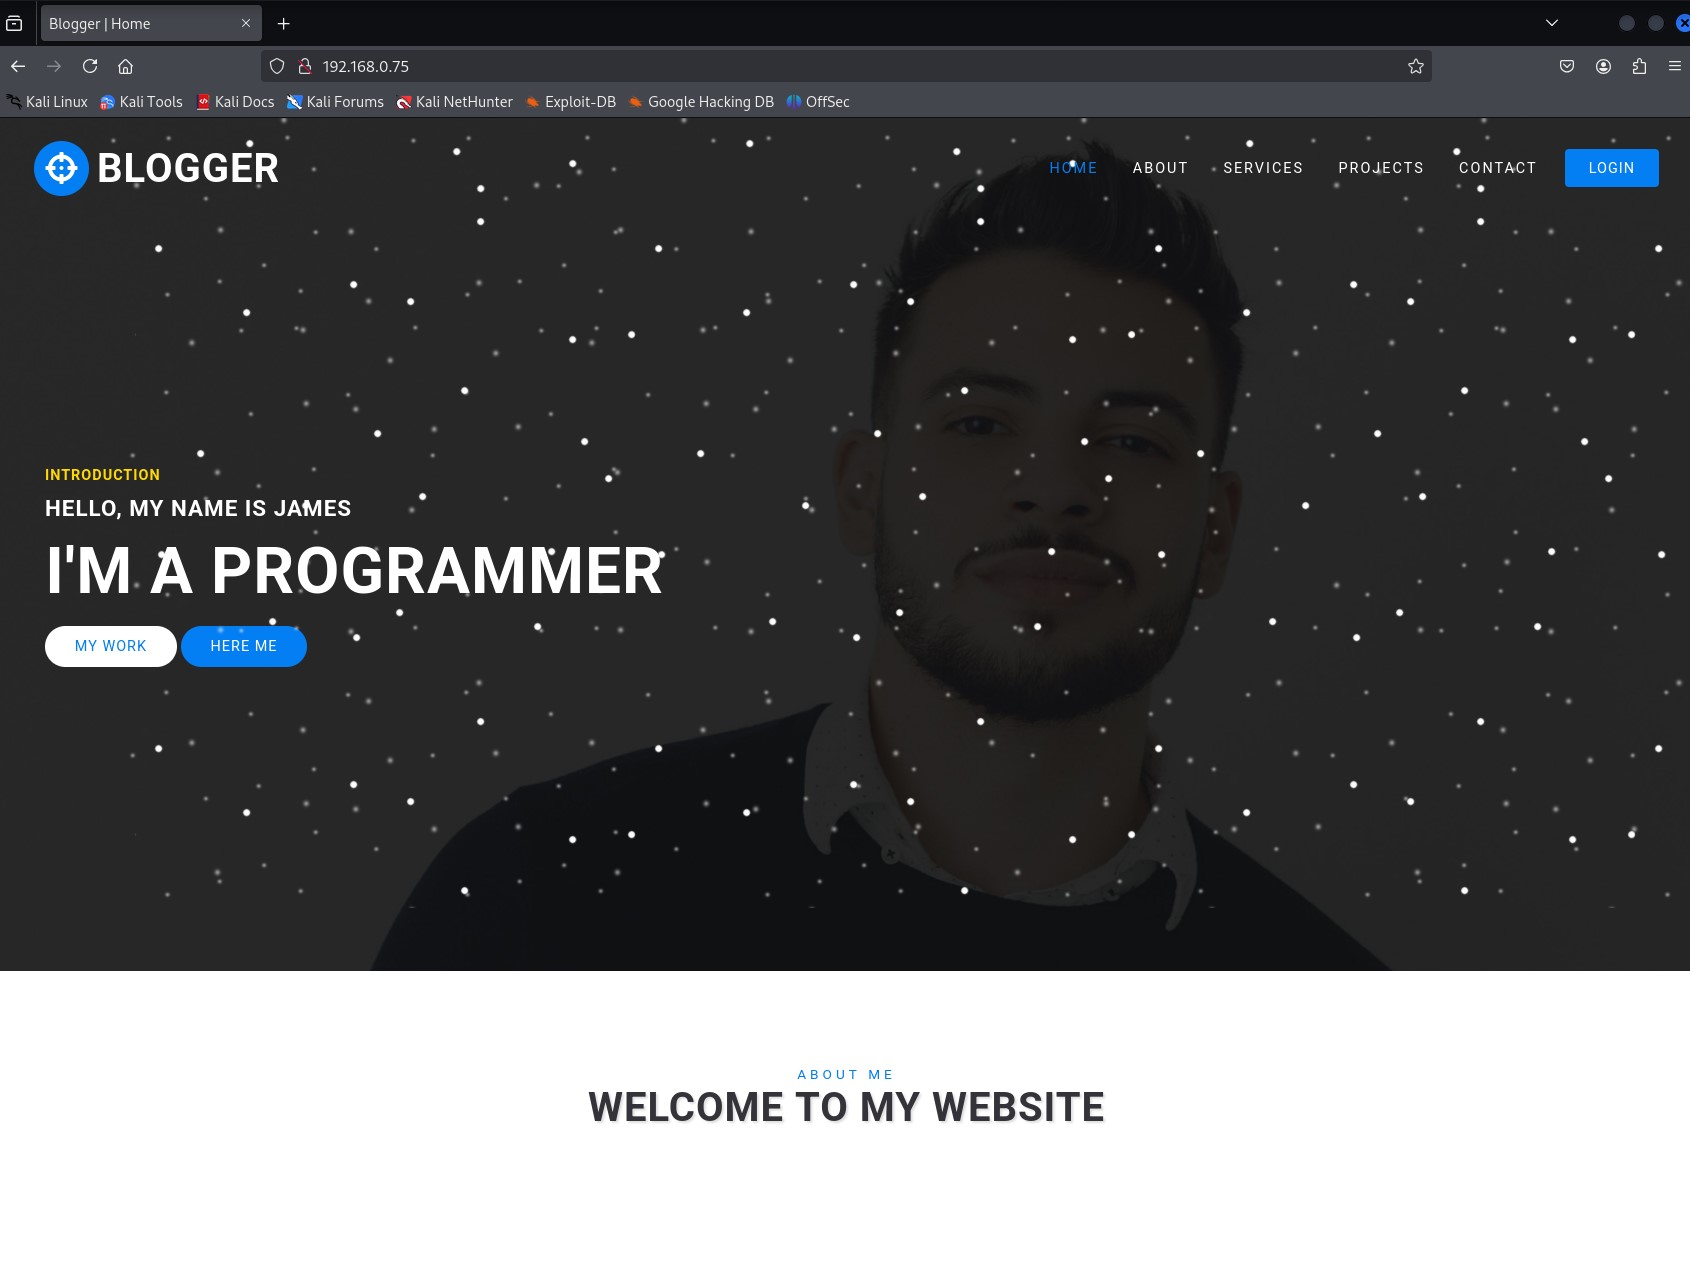 Blogger | Home
192.168.0.75
Kali Linux Kali Tools Kali Docs Kali Forums Kali NetHunter Exploit-DB Google Hacking DB OffSec
BLOGGER HOME ABOUT SERVICES PROJECTS CONTACT LOGIN
INTRODUCTION
HELLO, MY NAME IS JAMES
I'M A PROGRAMMER
MY WORK HERE ME
ABOUT ME
WELCOME TO MY WEBSITE